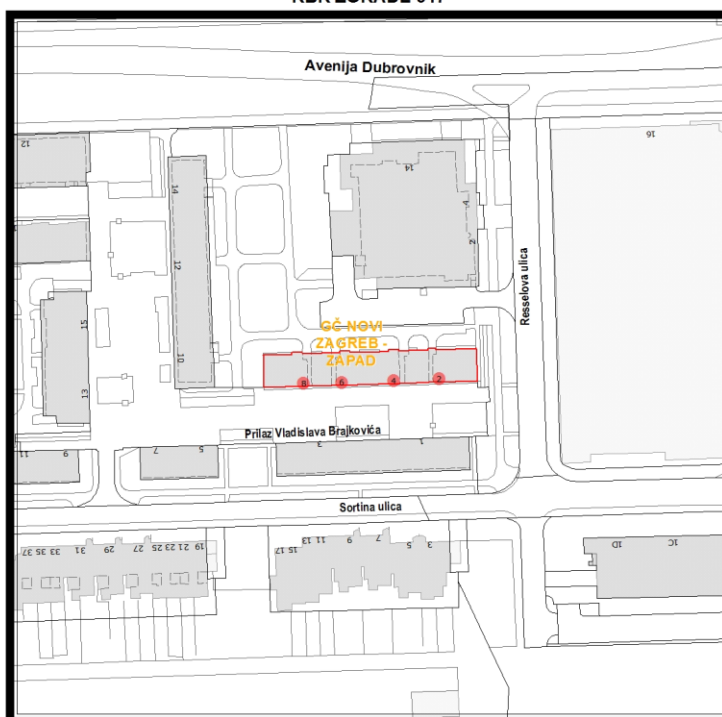 Avenija Dubrovnik
12
14
14
16
4
2
12
Resselova ulica
15
10
GČ NOVI
ZAGREB -
ZAPAD
8
6
4
2
13
Prilaz Vladislava Brajkovića
11
9
7
5
3
1
Sortina ulica
37 35 33 31 29 27 25 23 21 19
17 15 13 11 9 7 5 3
1D
1C